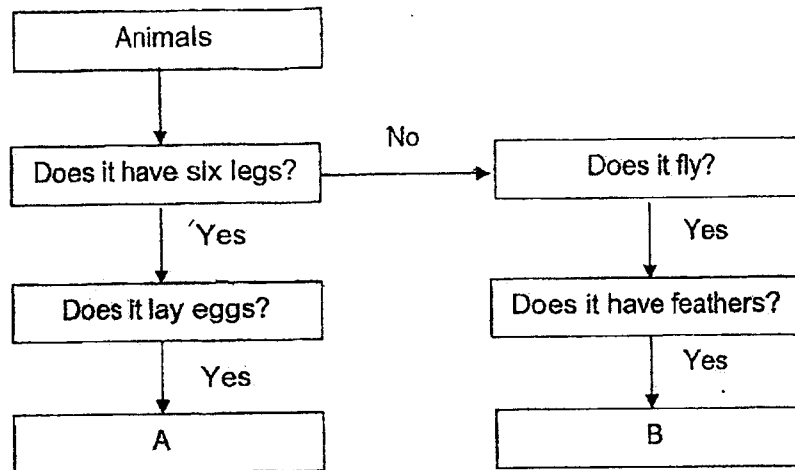 Animals
No
Does it have six legs?
Does it fly?
Yes
Yes
Does it lay eggs?
Does it have feathers?
Yes
Yes
A
B